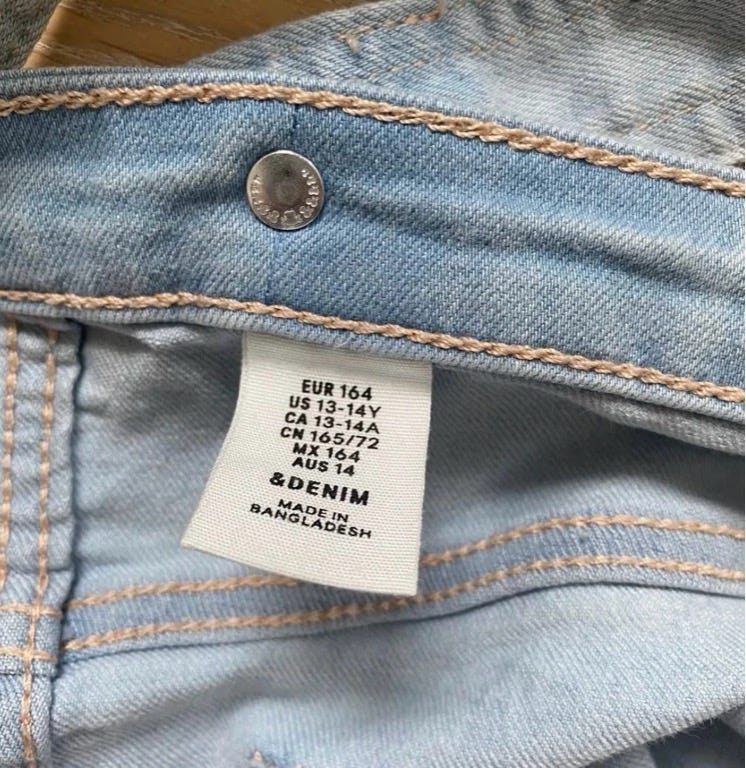 EUR 164
US 13-14Y
CA 13-14A
CN 165/72
MX 164
AUS 14
&DENIM
MADE IN
BANGLADESH